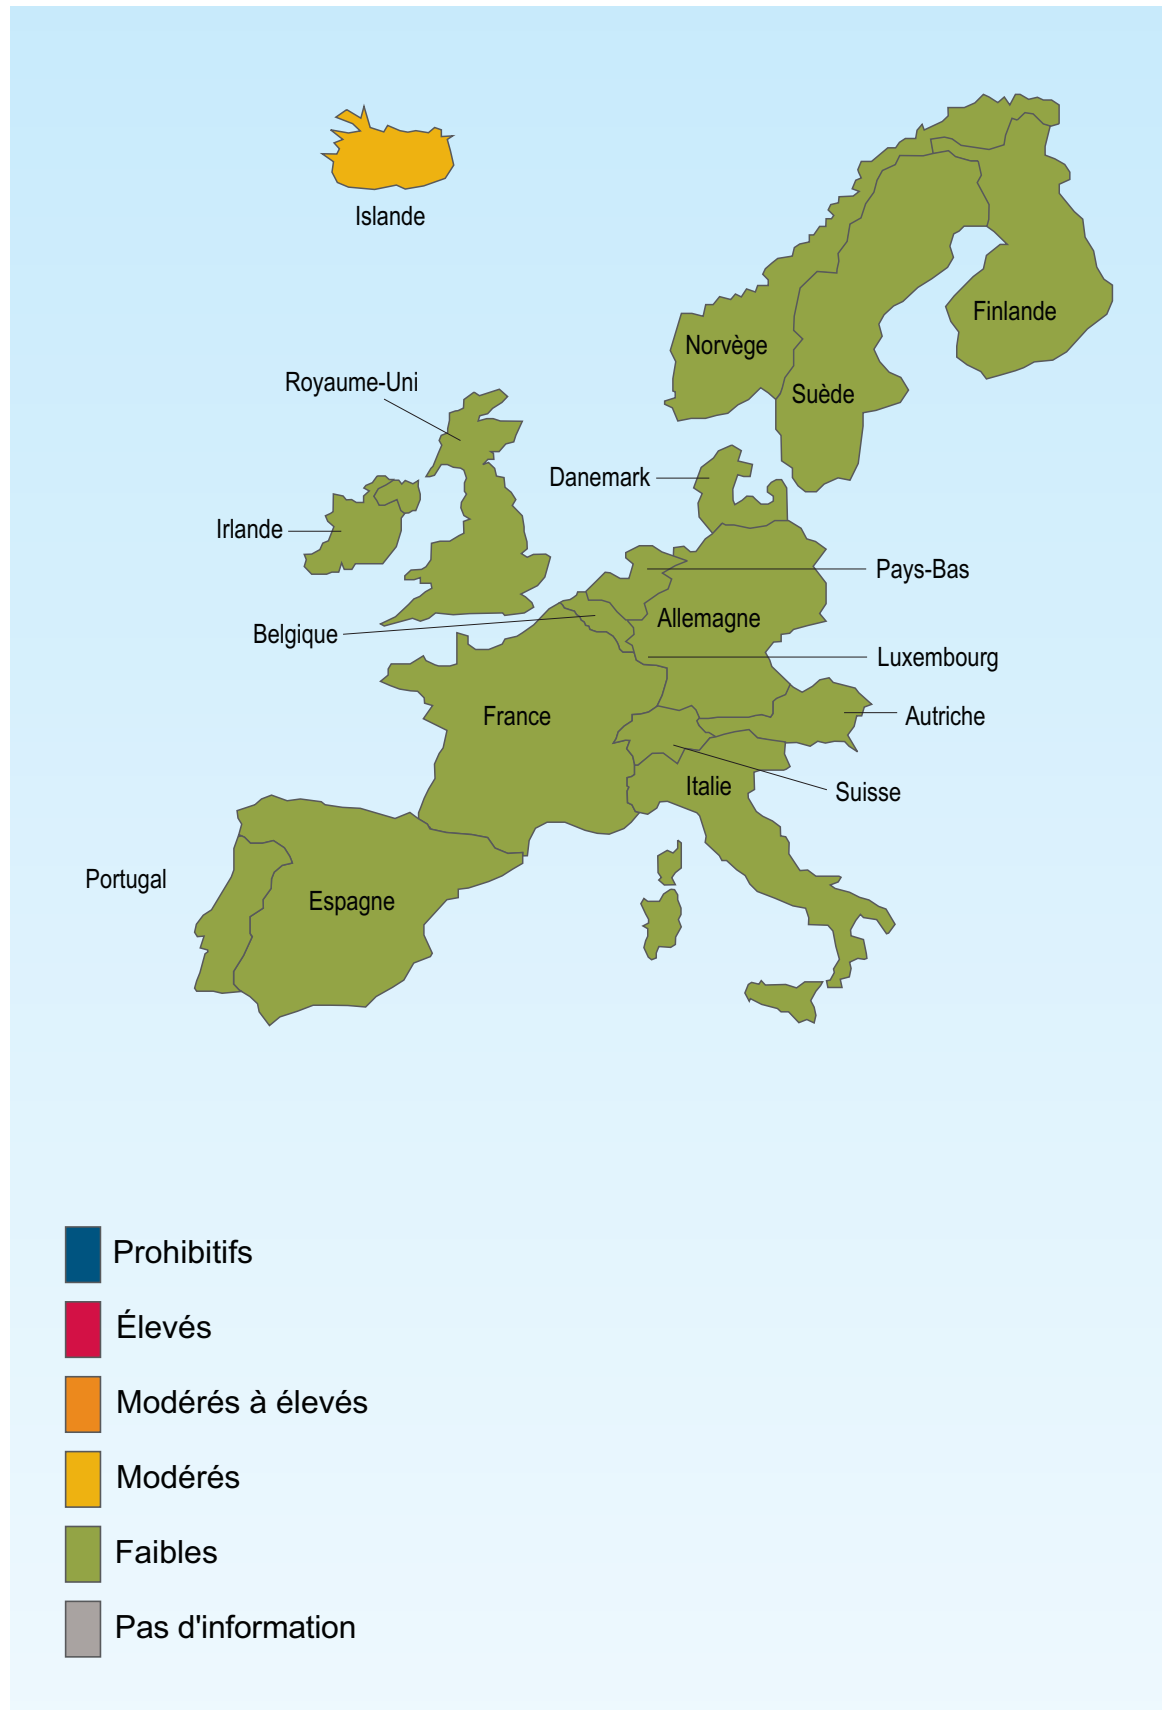 Islande
Finlande
Norvège
Royaume-Uni
Suède
Danemark
Irlande
Pays-Bas
Allemagne
Belgique
Luxembourg
France
Autriche
Italie
Suisse
Portugal
Espagne
Prohibitifs
Élevés
Modérés à élevés
Modérés
Faibles
Pas d'information